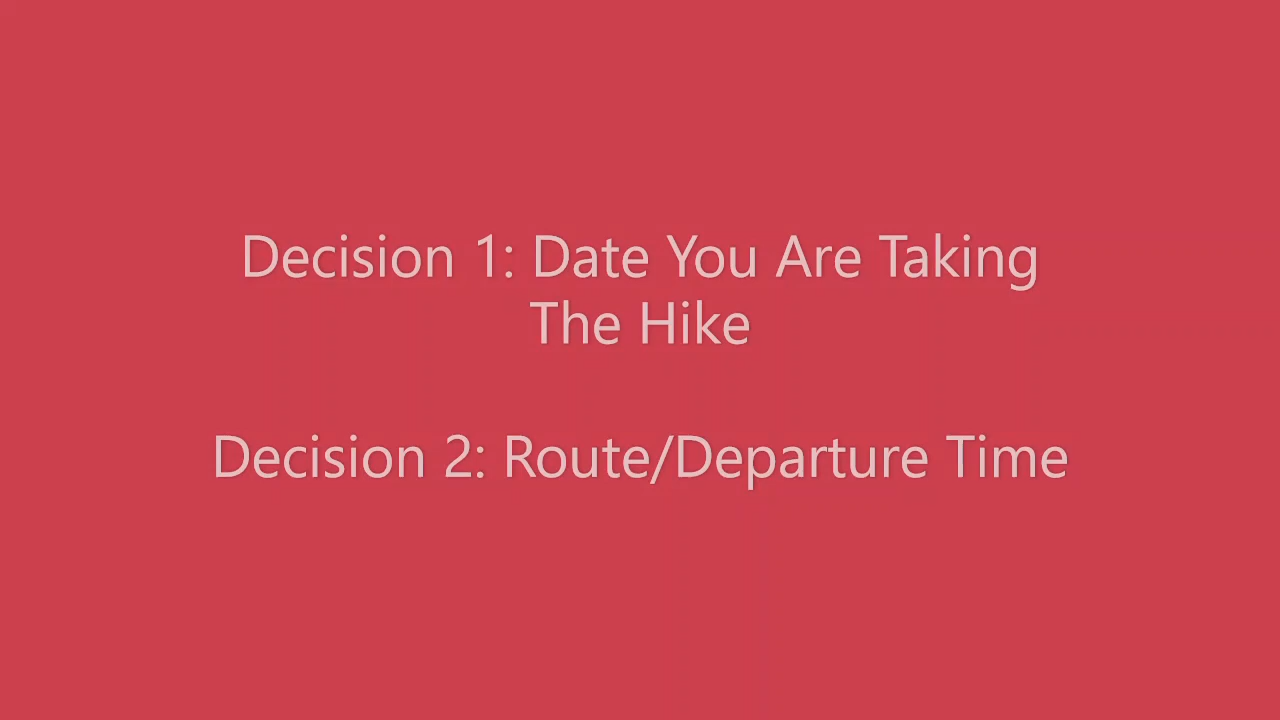 Decision 1: Date You Are Taking
The Hike
Decision 2: Route/Departure Time